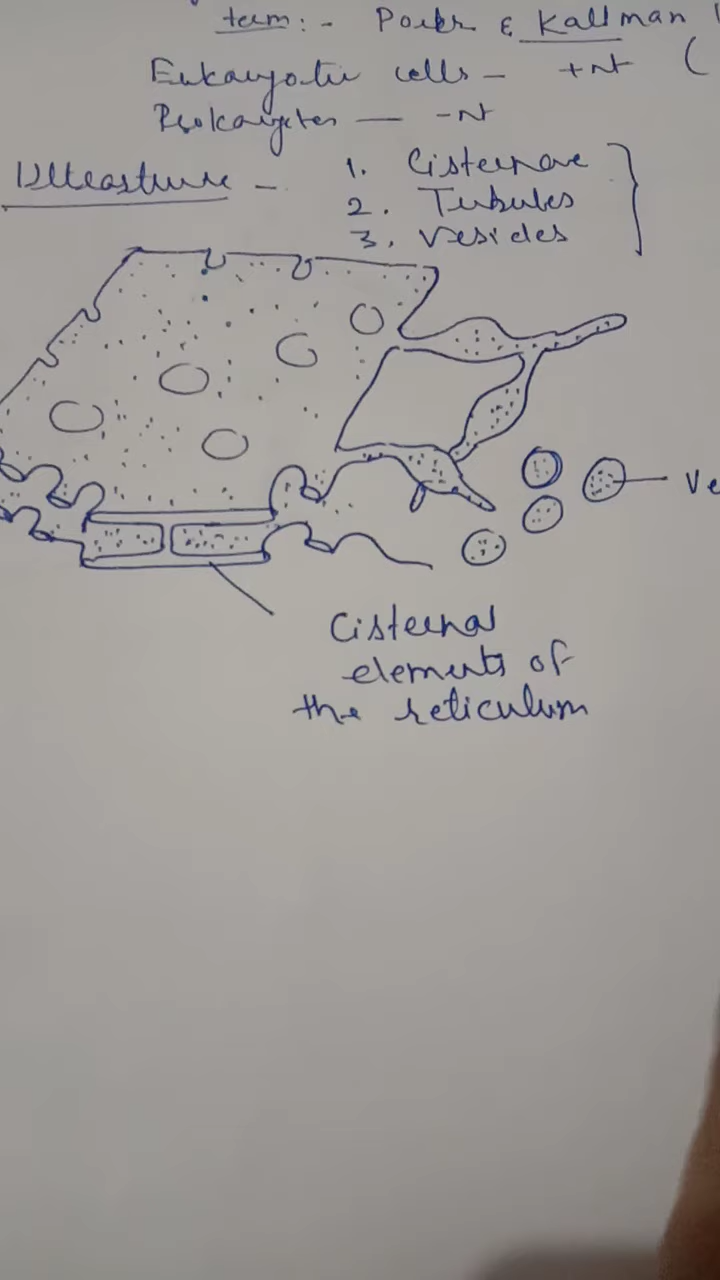 term:- Porter & Kallman (
Eukaryotic cells - +nt (
Prokaryotes — -nt
Ultrastructure - 1. Cisternae
2. Tubules
3. Vesicles
Ve
Cisternal
elements of
the reticulum